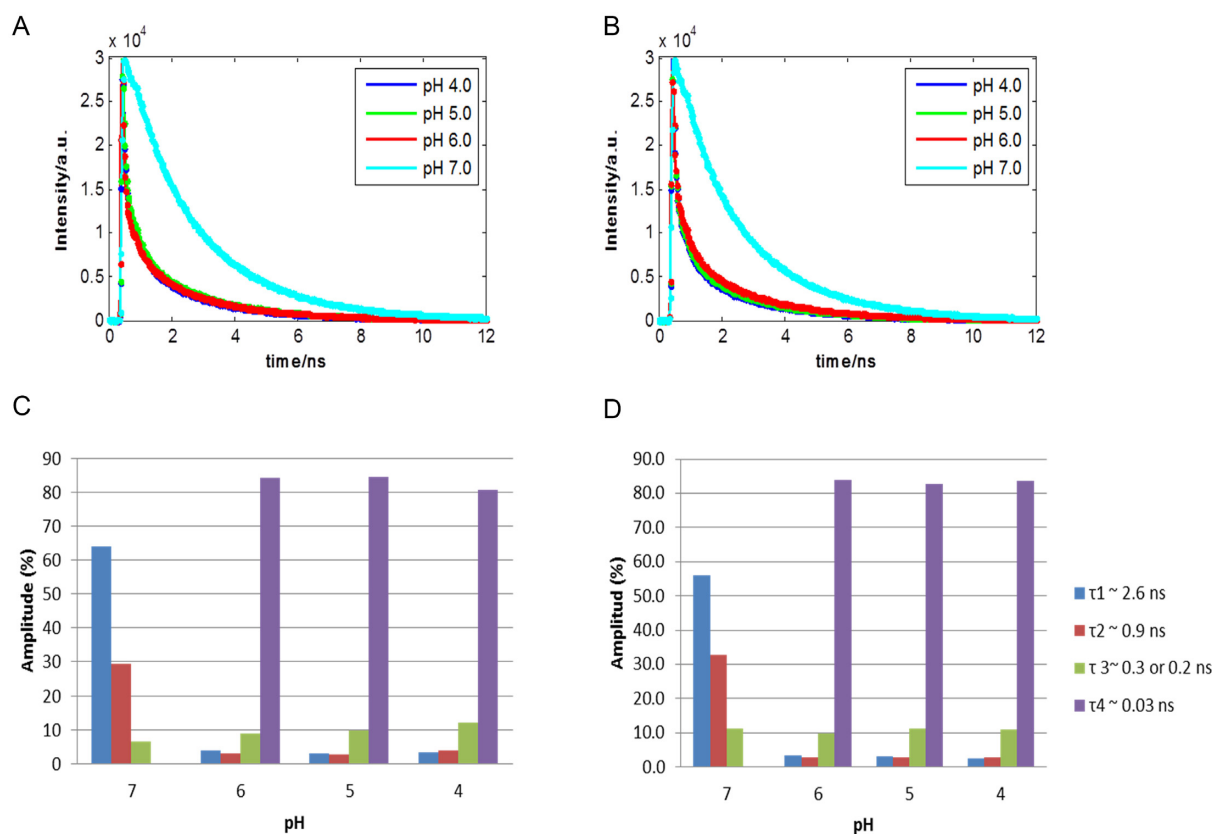 A
B
x 10⁴
3
2.5
2
1.5
1
0.5
0
0 2 4 6 8 10 12
Intensity/a.u.
time/ns
pH 4.0
pH 5.0
pH 6.0
pH 7.0
x 10⁴
3
2.5
2
1.5
1
0.5
0
0 2 4 6 8 10 12
Intensity/a.u.
time/ns
pH 4.0
pH 5.0
pH 6.0
pH 7.0
C
D
90
80
70
60
50
40
30
20
10
0
Amplitude (%)
7 6 5 4
pH
90.0
80.0
70.0
60.0
50.0
40.0
30.0
20.0
10.0
0.0
Amplitud (%)
7 6 5 4
pH
τ1 ~ 2.6 ns
τ2 ~ 0.9 ns
τ 3~ 0.3 or 0.2 ns
τ4 ~ 0.03 ns